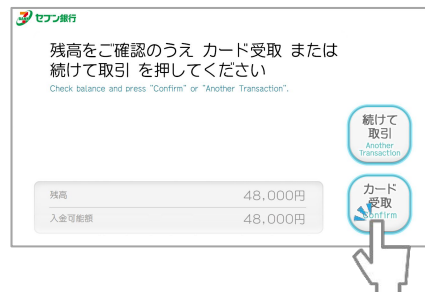 セブン銀行
残高をご確認のうえ カード受取 または
続けて取引 を押してください
Check balance and press "Confirm" or "Another Transaction".
続けて
取引
Another
Transaction
残高 48,000円
入金可能額 48,000円
カード
受取
Confirm